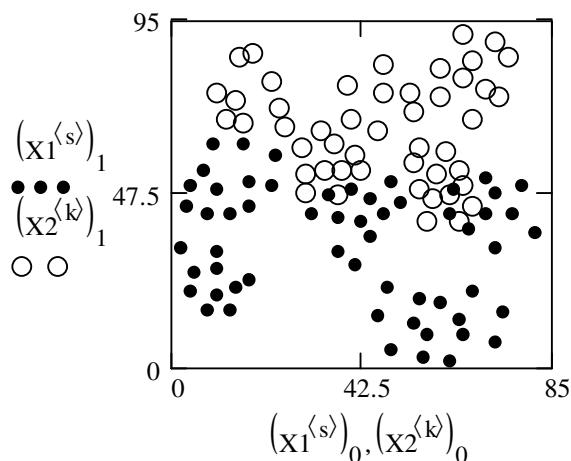 95
(X1⟨s⟩)1
47.5
(X2⟨k⟩)1
0
0 42.5 85
(X1⟨s⟩)0,(X2⟨k⟩)0